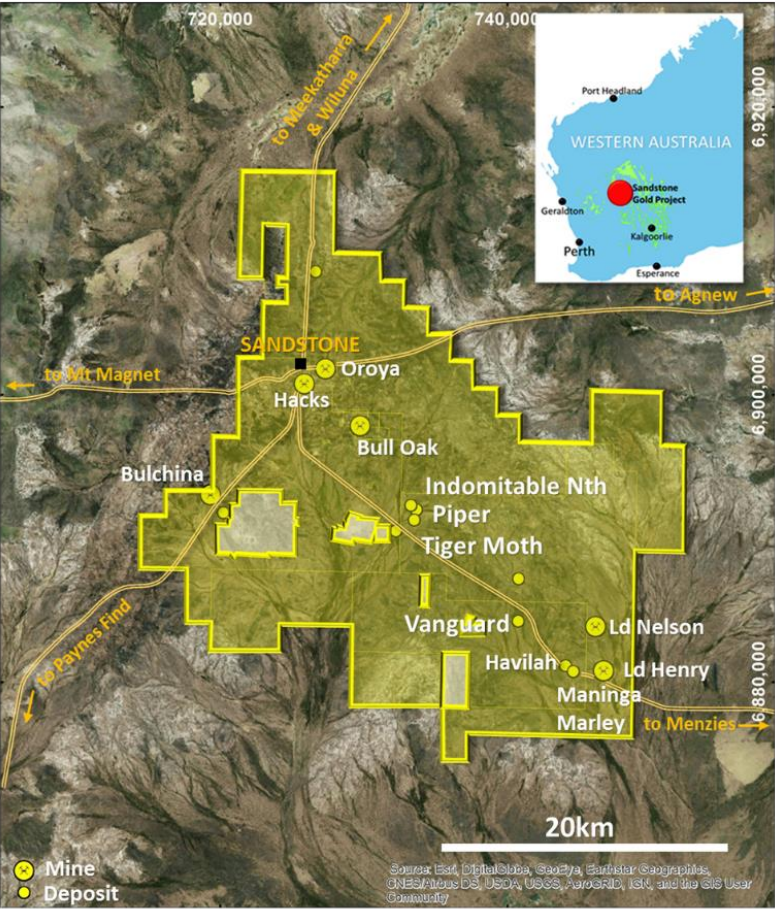 720,000
740,000
6,920,000
to Meekatharra
& Wiluna
Port Headland
WESTERN AUSTRALIA
Sandstone
Gold Project
Geraldton
Kalgoorlie
Perth
Esperance
to Agnew
SANDSTONE
Oroya
to Mt Magnet
Hacks
6,900,000
Bull Oak
Bulchina
Indomitable Nth
Piper
Tiger Moth
to Paynes Find
Vanguard
Ld Nelson
Havilah
Ld Henry
6,880,000
Maninga
Marley
to Menzies
20km
Mine
Deposit
Source: Esri, DigitalGlobe, GeoEye, Earthstar Geographics,
CNES/Airbus DS, USDA, USGS, AeroGRID, IGN, and the GIS User
Community